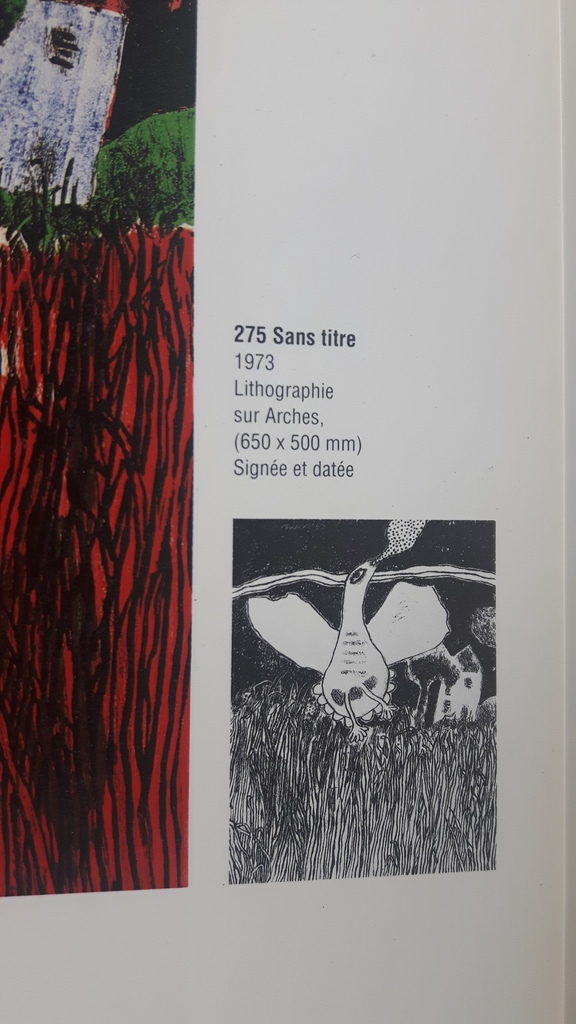 275 Sans titre
1973
Lithographie
sur Arches,
(650 x 500 mm)
Signée et datée